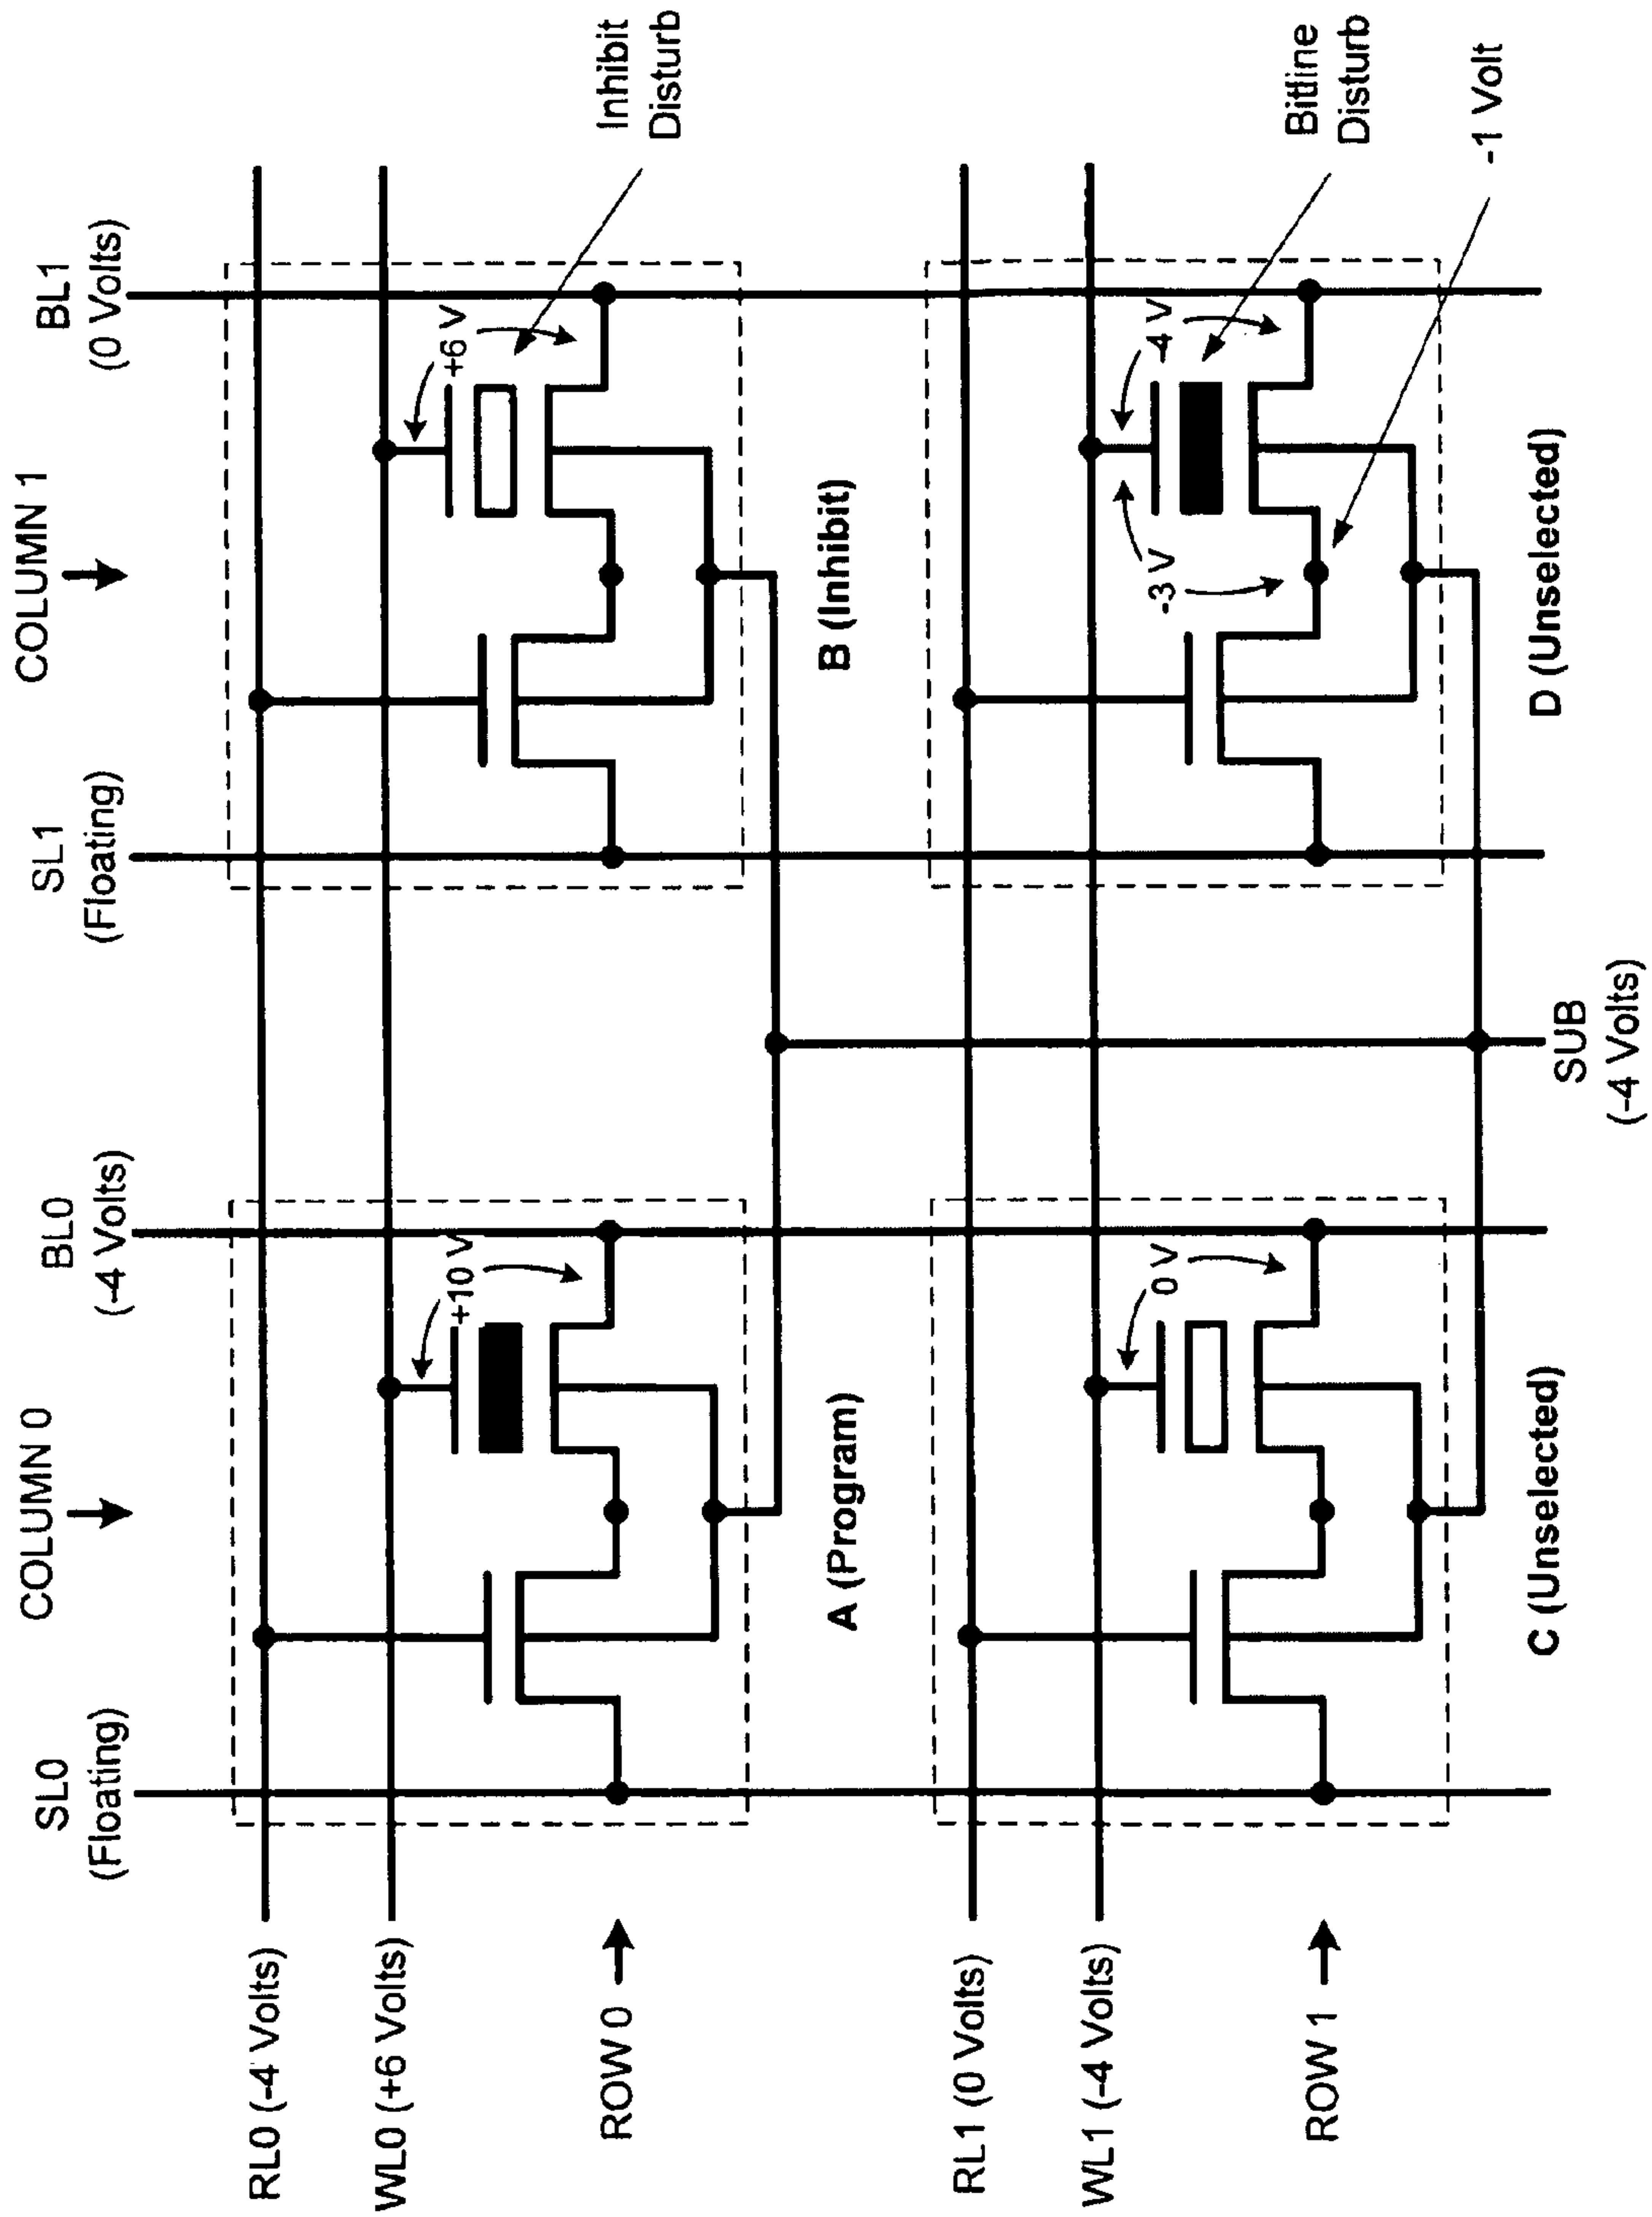 COLUMN 0
COLUMN 1
SL0
(Floating)
BL0
(-4 Volts)
SL1
(Floating)
BL1
(0 Volts)
RL0 (-4 Volts)
WL0 (+6 Volts)
+10 V
+6 V
Inhibit
Disturb
ROW 0
A (Program)
B (Inhibit)
RL1 (0 Volts)
WL1 (-4 Volts)
0 V
-3 V
-4 V
Bitline
Disturb
ROW 1
-1 Volt
C (Unselected)
D (Unselected)
SUB
(-4 Volts)